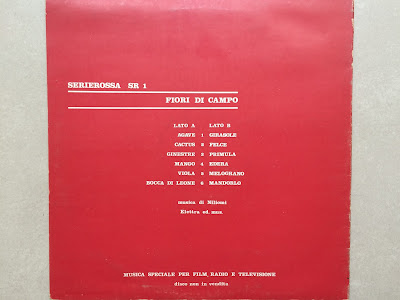 SERIEROSSA SR 1
FIORI DI CAMPO
LATO A LATO B
AGAVE 1 GIRASOLE
CACTUS 2 FELCE
GINESTRE 3 PRIMULA
MANGO 4 EDERA
VIOLA 5 MELOGRANO
BOCCA DI LEONE 6 MANDORLO
musica di Millomi
Elettra ed. mus.
MUSICA SPECIALE PER FILM, RADIO E TELEVISIONE
disco non in vendita